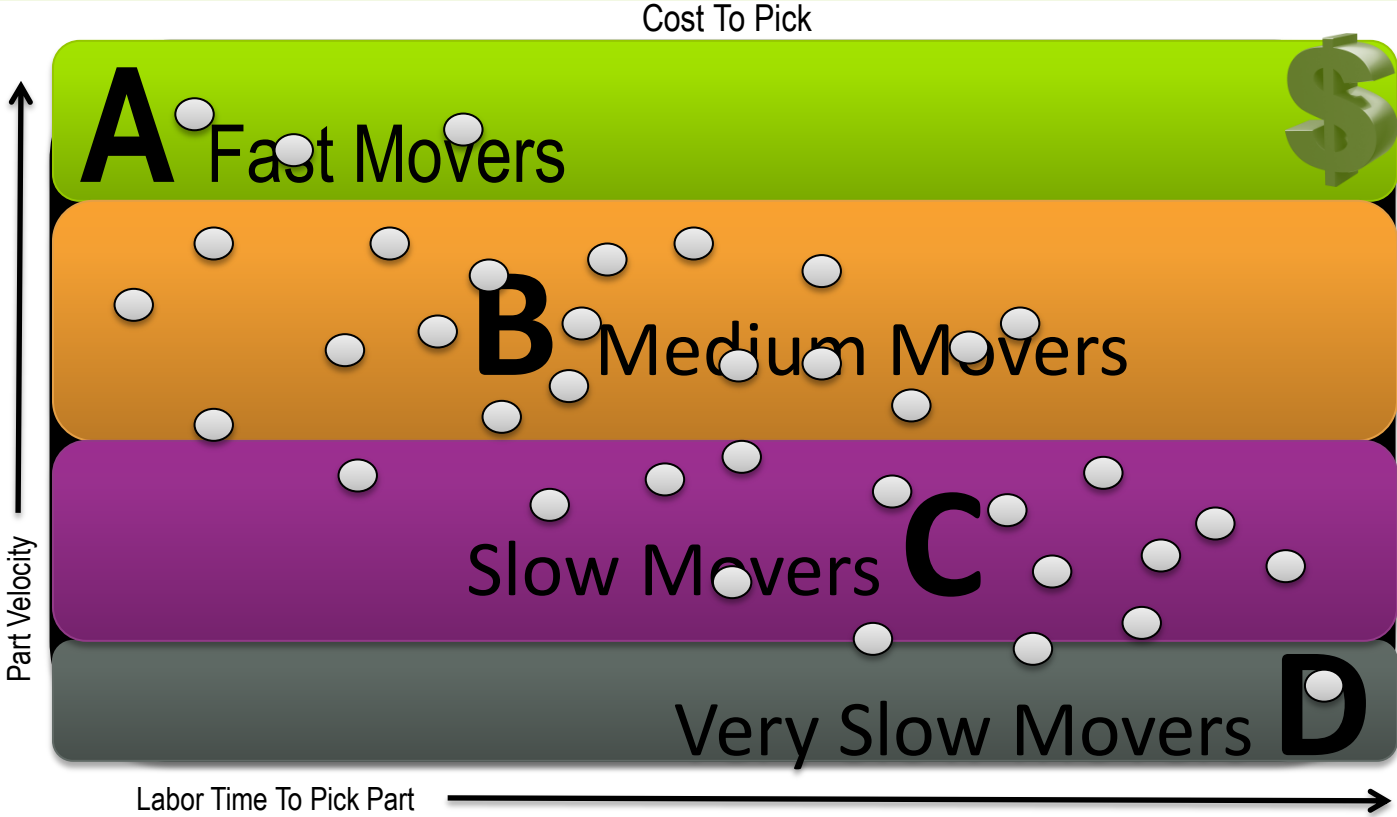 Cost To Pick
$
A Fast Movers
B Medium Movers
Slow Movers C
Very Slow Movers D
Part Velocity
Labor Time To Pick Part